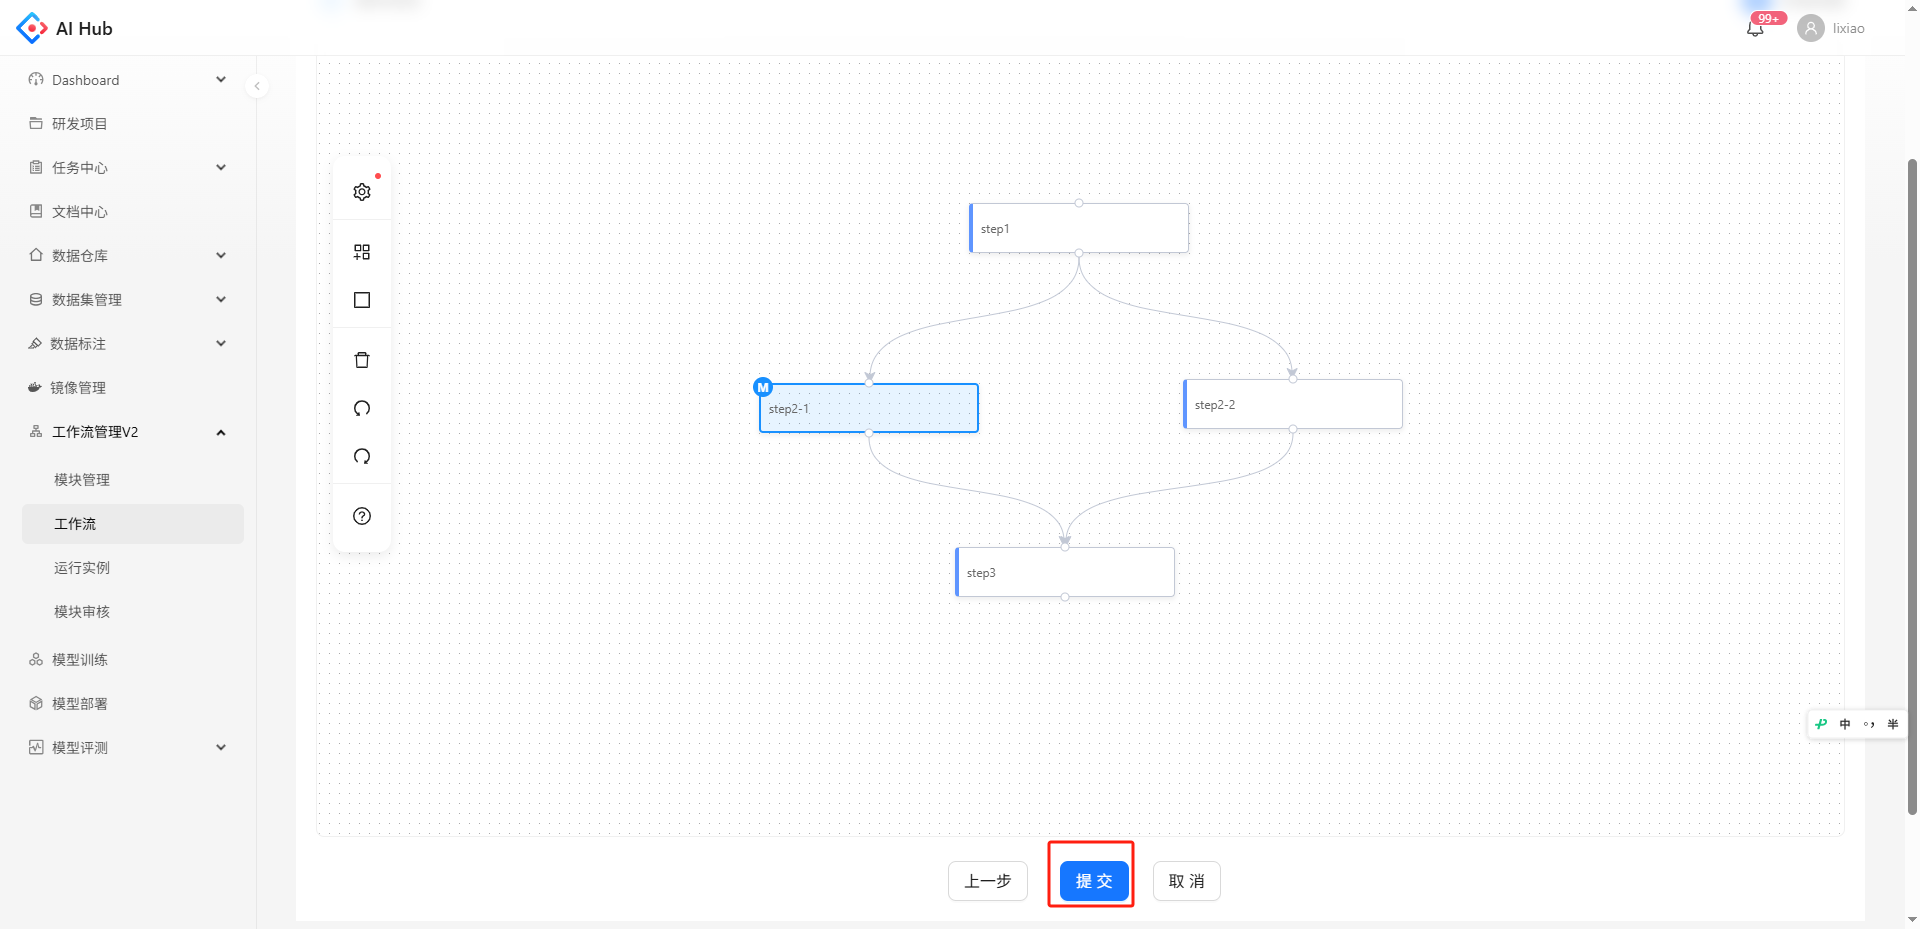 AI Hub
99+
lixiao
Dashboard
研发项目
任务中心
文档中心
数据仓库
数据集管理
数据标注
镜像管理
工作流管理V2
模块管理
工作流
运行实例
模块审核
模型训练
模型部署
模型评测
step1
M
step2-1
step2-2
step3
中 °, 半
上一步
提 交
取 消